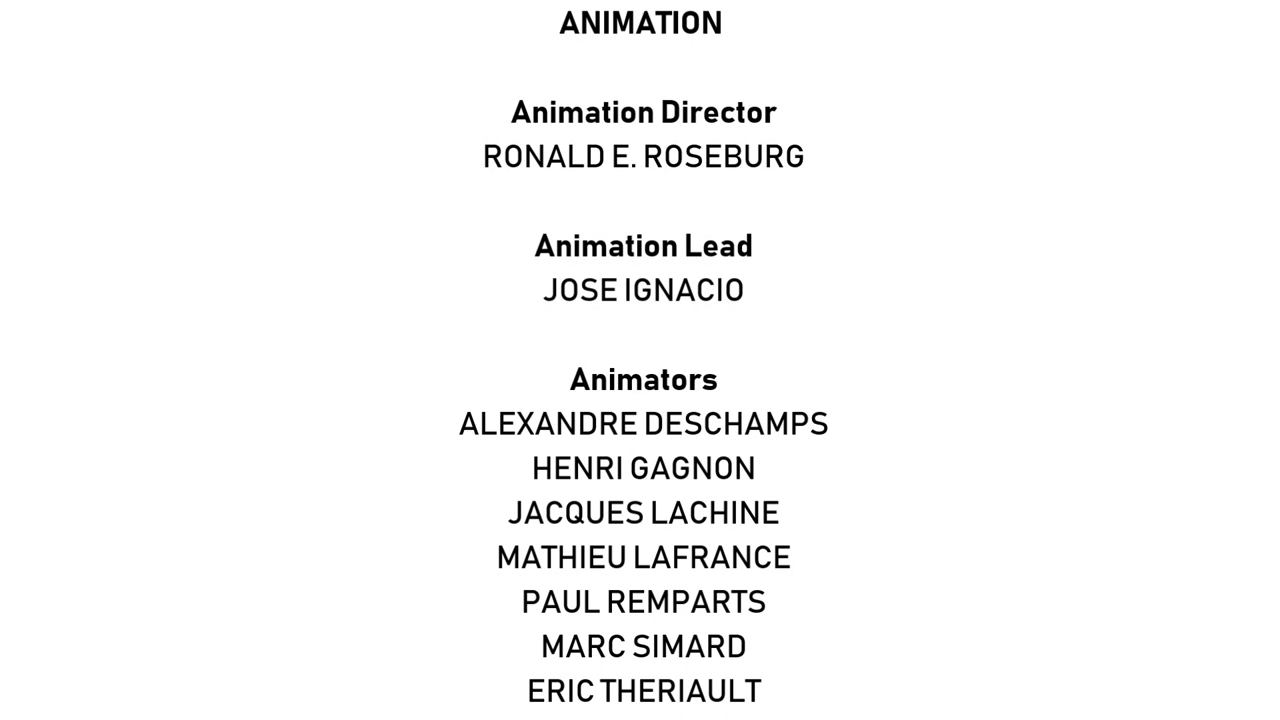 ANIMATION
Animation Director
RONALD E. ROSEBURG
Animation Lead
JOSE IGNACIO
Animators
ALEXANDRE DESCHAMPS
HENRI GAGNON
JACQUES LACHINE
MATHIEU LAFRANCE
PAUL REMPARTS
MARC SIMARD
ERIC THERIAULT